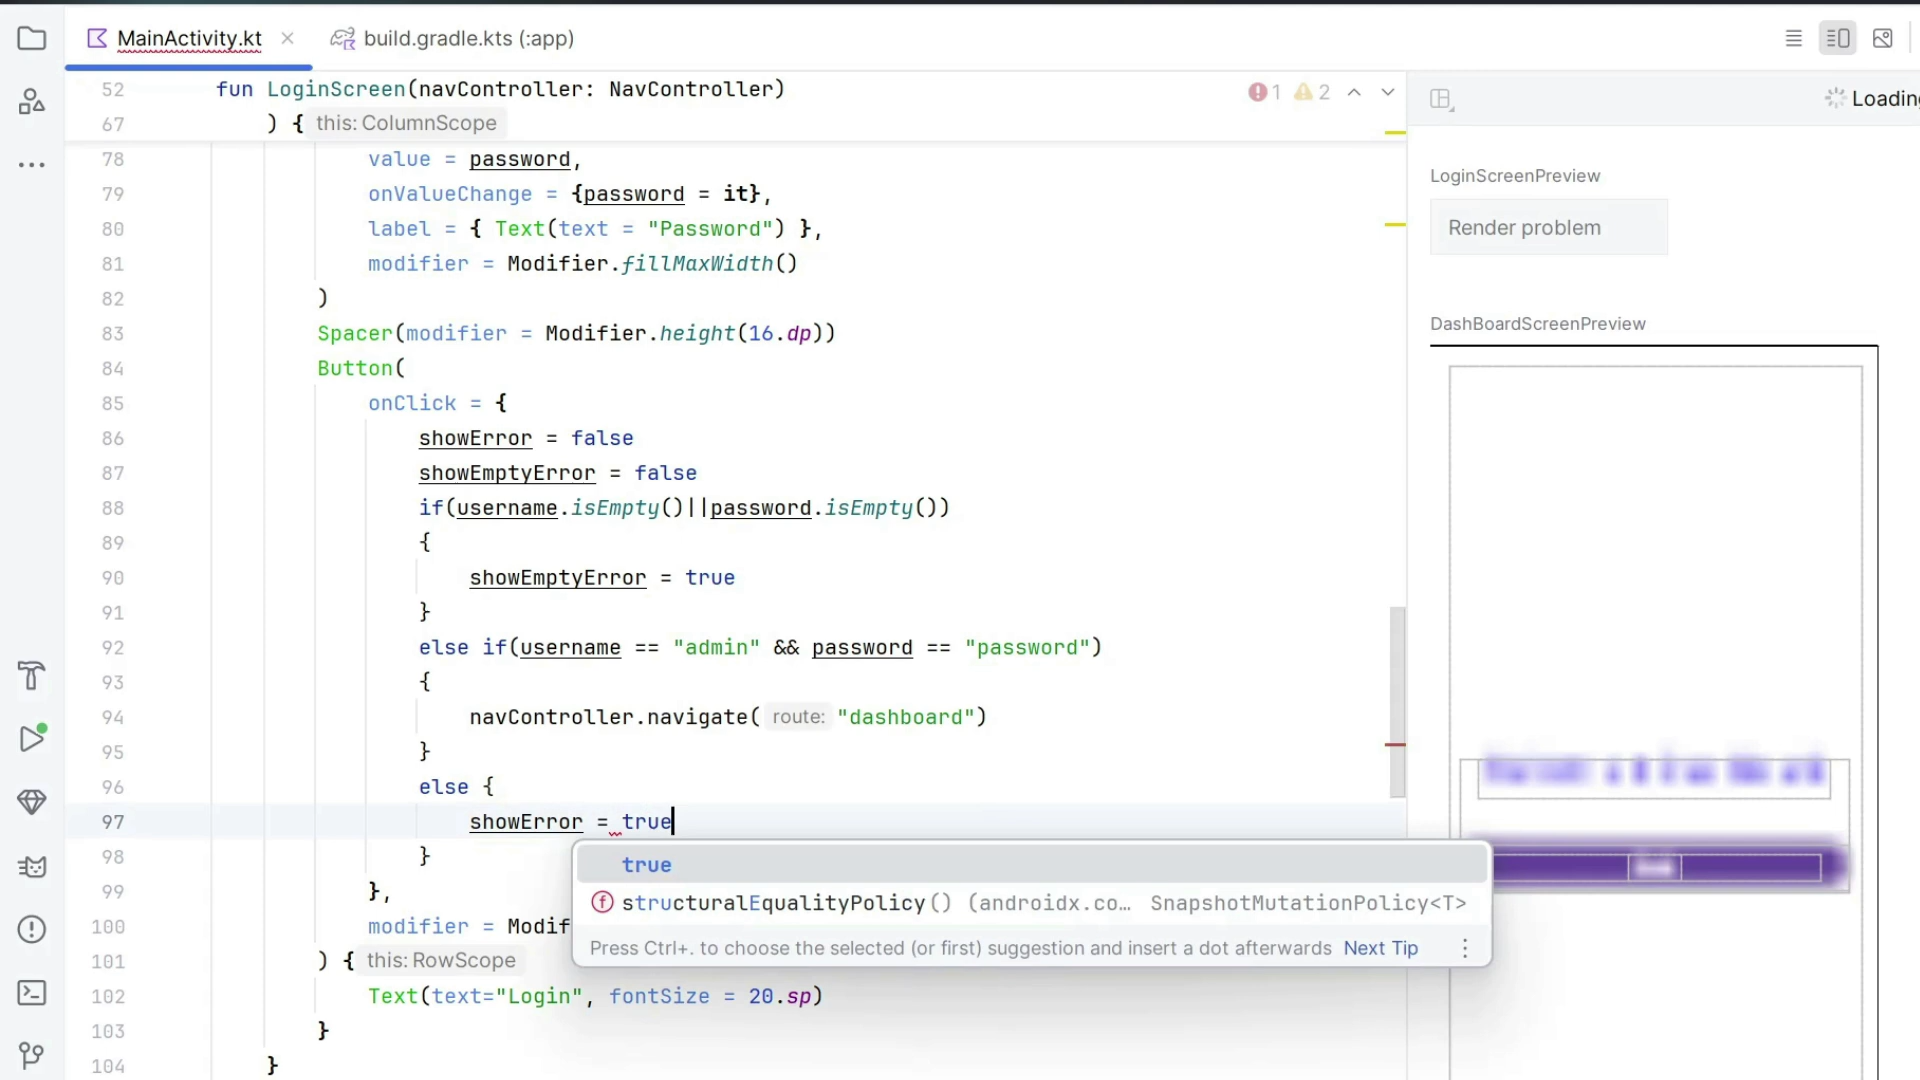 MainActivity.kt
build.gradle.kts (:app)
52 fun LoginScreen(navController: NavController)
67 ) { this: ColumnScope
1 2
78 value = password,
79 onValueChange = {password = it},
80 label = { Text(text = "Password") },
81 modifier = Modifier.fillMaxWidth()
82 )
83 Spacer(modifier = Modifier.height(16.dp))
84 Button(
85 onClick = {
86 showError = false
87 showEmptyError = false
88 if(username.isEmpty()||password.isEmpty())
89 {
90 showEmptyError = true
91 }
92 else if(username == "admin" && password == "password")
93 {
94 navController.navigate( route: "dashboard")
95 }
96 else {
97 showError = true
98 }
99 },
100 modifier = Modif
101 ) { this: RowScope
102 Text(text="Login", fontSize = 20.sp)
103 }
104 }
true
structuralEqualityPolicy() (androidx.co… SnapshotMutationPolicy<T>
Press Ctrl+. to choose the selected (or first) suggestion and insert a dot afterwards Next Tip
Loading
LoginScreenPreview
Render problem
DashBoardScreenPreview